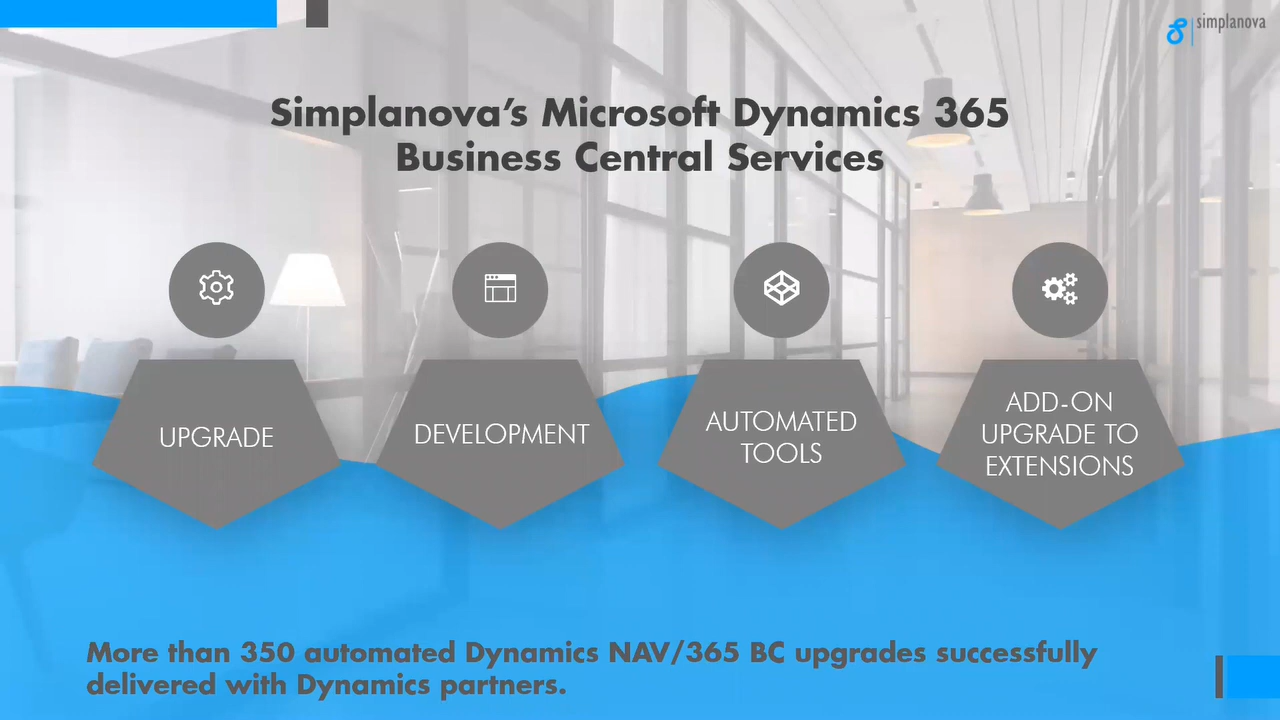 simplanova
Simplanova’s Microsoft Dynamics 365
Business Central Services
UPGRADE
DEVELOPMENT
AUTOMATED
TOOLS
ADD-ON
UPGRADE TO
EXTENSIONS
More than 350 automated Dynamics NAV/365 BC upgrades successfully
delivered with Dynamics partners.